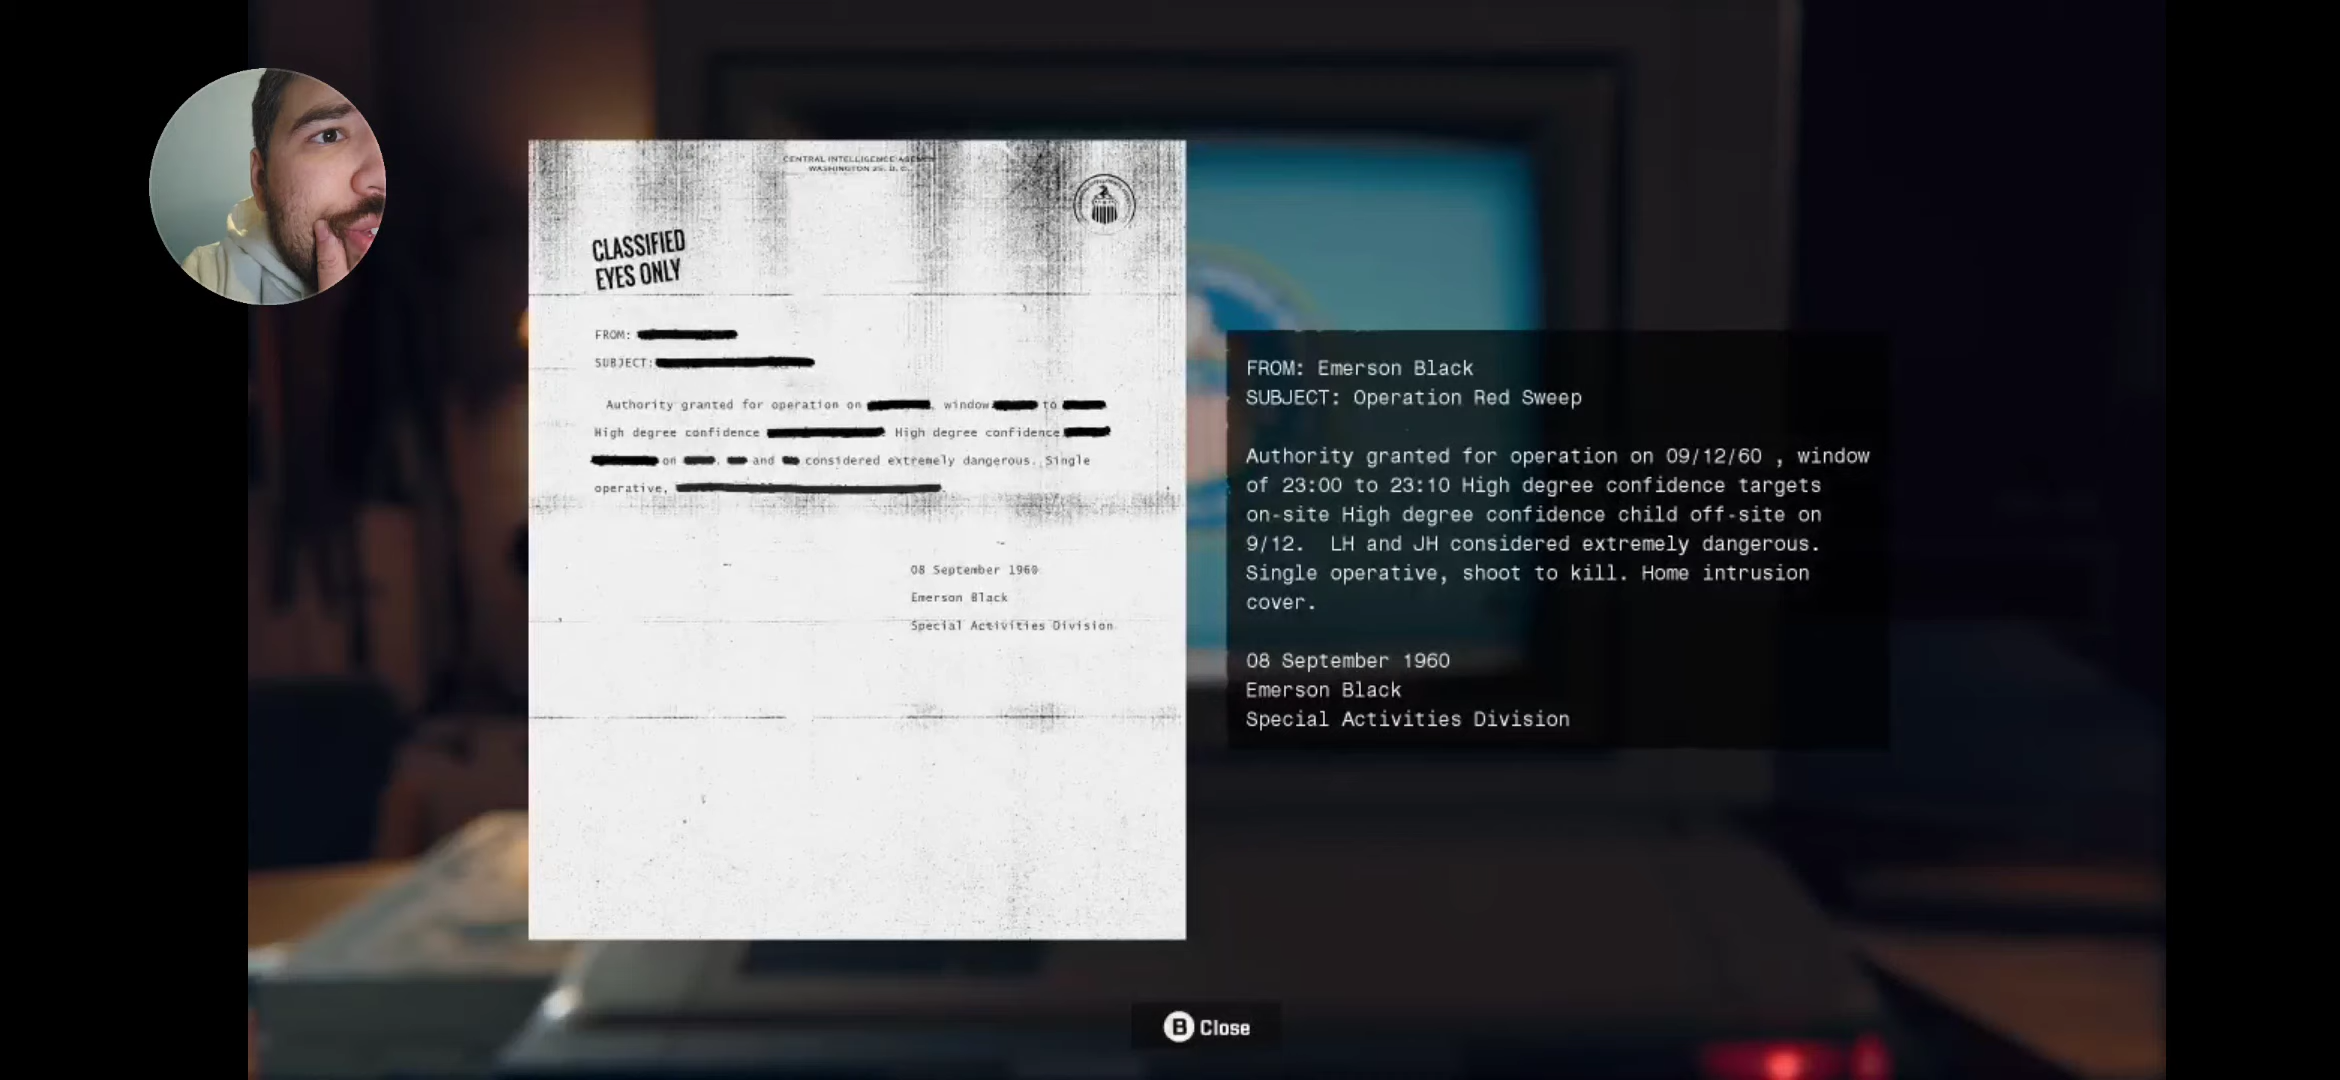 CENTRAL INTELLIGENCE AGENCY
WASHINGTON 25, D. C.
CLASSIFIED
EYES ONLY
FROM:
SUBJECT:
Authority granted for operation on , window to
High degree confidence High degree confidence
on , and considered extremely dangerous. Single
operative, .
08 September 1960
Emerson Black
Special Activities Division
FROM: Emerson Black
SUBJECT: Operation Red Sweep
Authority granted for operation on 09/12/60 , window
of 23:00 to 23:10 High degree confidence targets
on-site High degree confidence child off-site on
9/12. LH and JH considered extremely dangerous.
Single operative, shoot to kill. Home intrusion
cover.
08 September 1960
Emerson Black
Special Activities Division
B Close